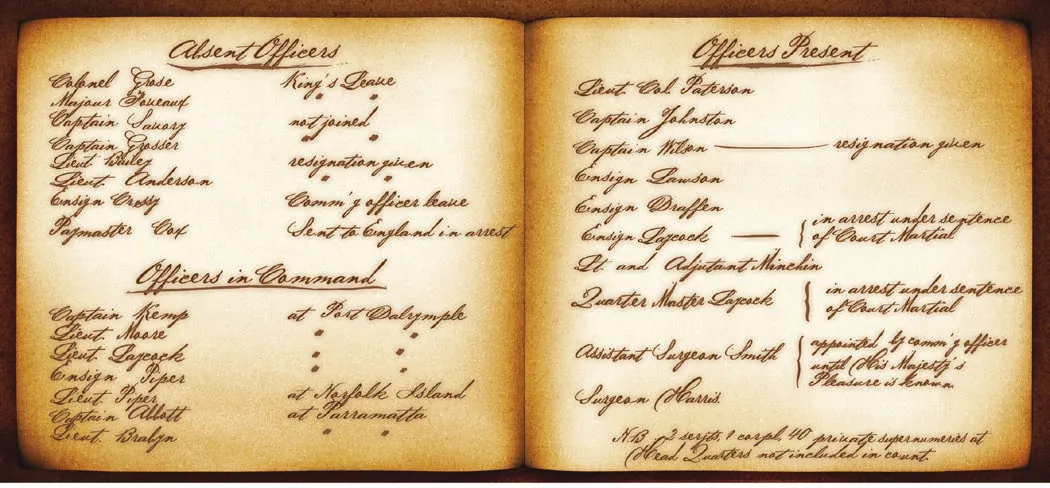 Absent Officers
Colonel Grose King's Leave
Majour Foveaux " "
Captain Savory not joined
Captain Grosser " "
Lieut Bailey resignation given
Lieut. Anderson " "
Ensign Cressy Comm'g officer leave
Paymaster Cox Sent to England in arrest
Officers in Command
Captain Kemp at Port Dalrymple
Lieut. Moore " "
Lieut. Laycock " "
Ensign Piper " "
Lieut. Piper at Norfolk Island
Captain Abbott at Parramatta
Lieut. Brabyn " "
Officers Present
Lieut. Col Paterson
Captain Johnston
Captain Wilson — resignation given
Ensign Lawson
Ensign Draffen
Ensign Laycock — { in arrest under sentence
of Court Martial
Lt. and Adjutant Minchin
Quarter Master Laycock { in arrest under sentence
of Court Martial
Assistant Surgeon Smith { appointed by comm'g officer
until His Majesty's
Pleasure is known.
Surgeon Harris.
NB 2 serjts, 1 corpl, 40 private supernumeries at
Head Quarters not included in count.